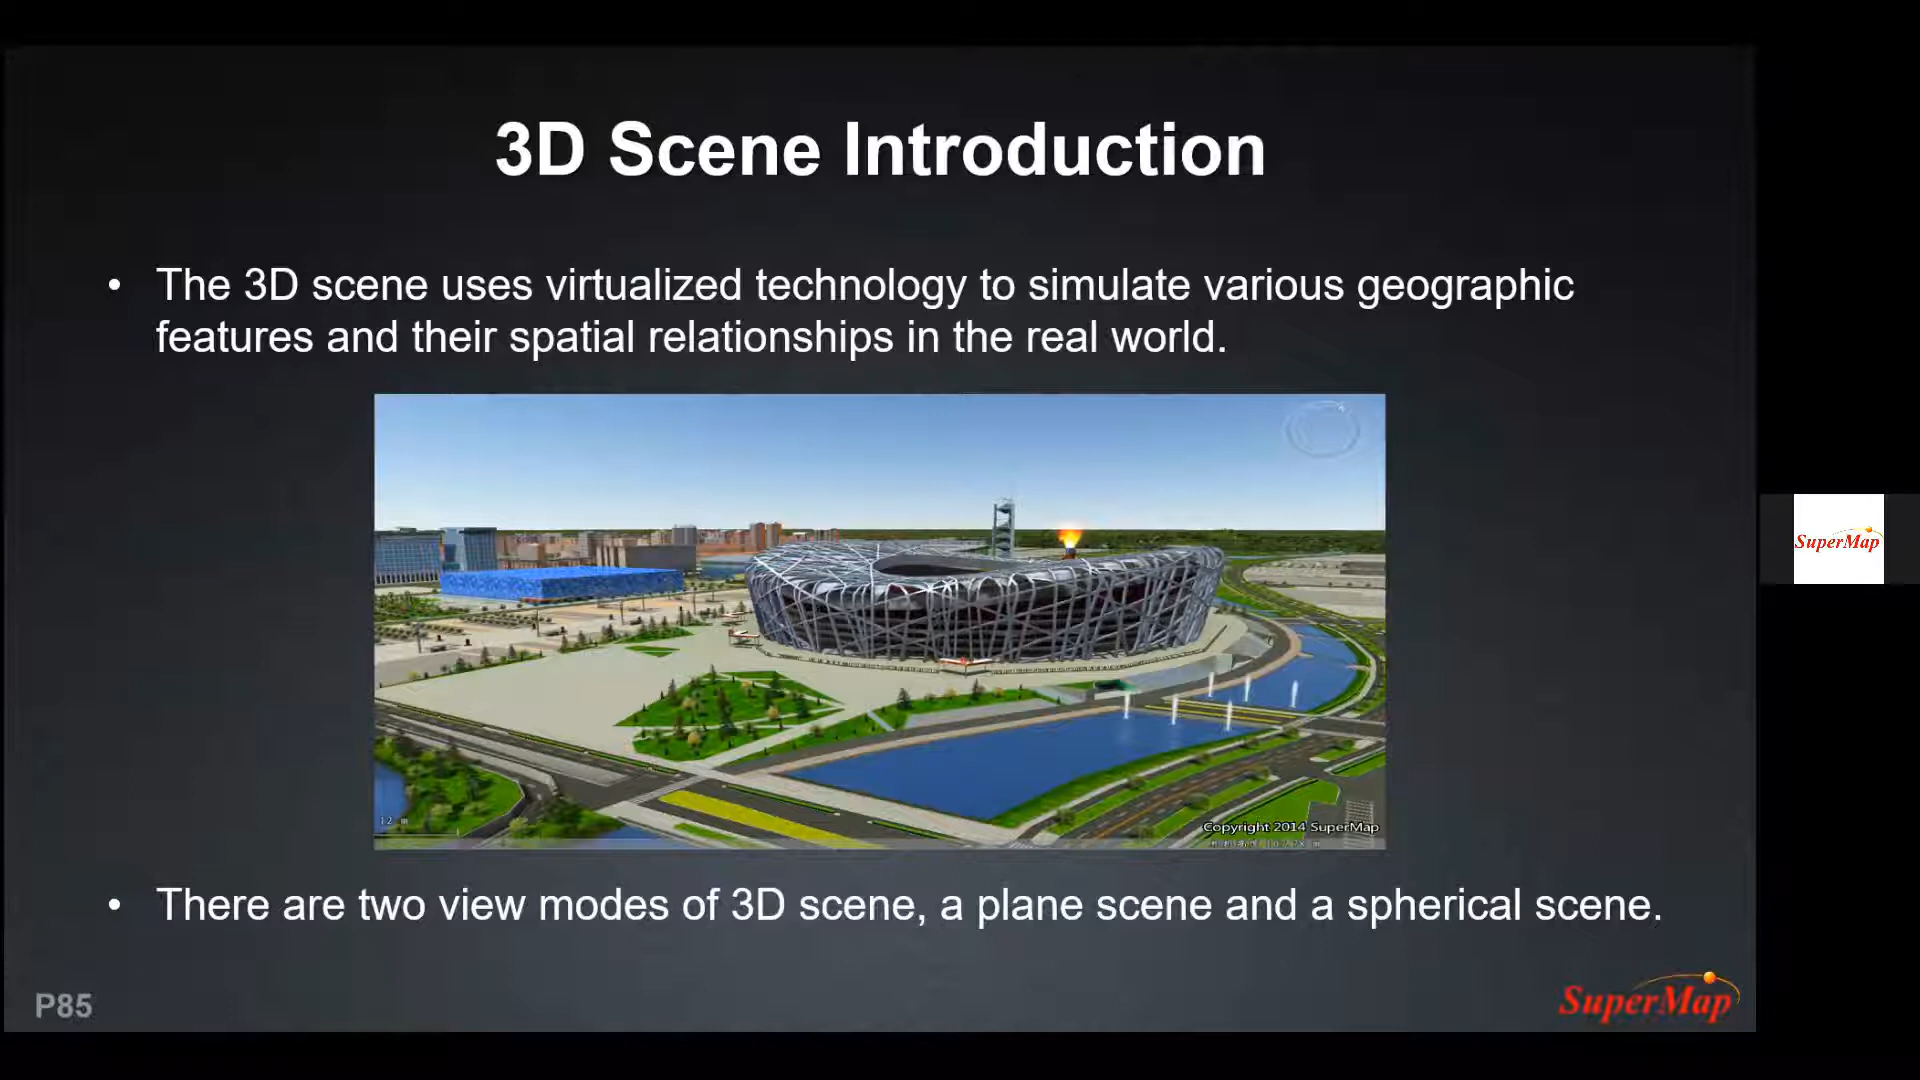 3D Scene Introduction
• The 3D scene uses virtualized technology to simulate various geographic
features and their spatial relationships in the real world.
12 m
Copyright 2014 SuperMap
• There are two view modes of 3D scene, a plane scene and a spherical scene.
P85
SuperMap
SuperMap